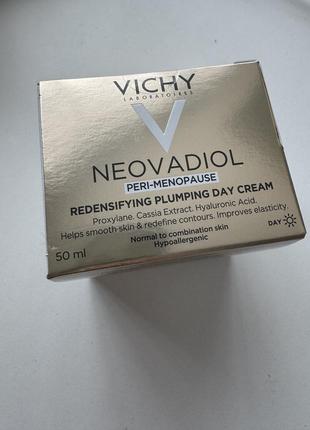 VICHY
LABORATOIRES
NEOVADIOL
PERI-MENOPAUSE
REDENSIFYING PLUMPING DAY CREAM
Proxylane. Cassia Extract. Hyaluronic Acid.
Helps smooth skin & redefine contours. Improves elasticity.
Normal to combination skin
Hypoallergenic
DAY
50 ml